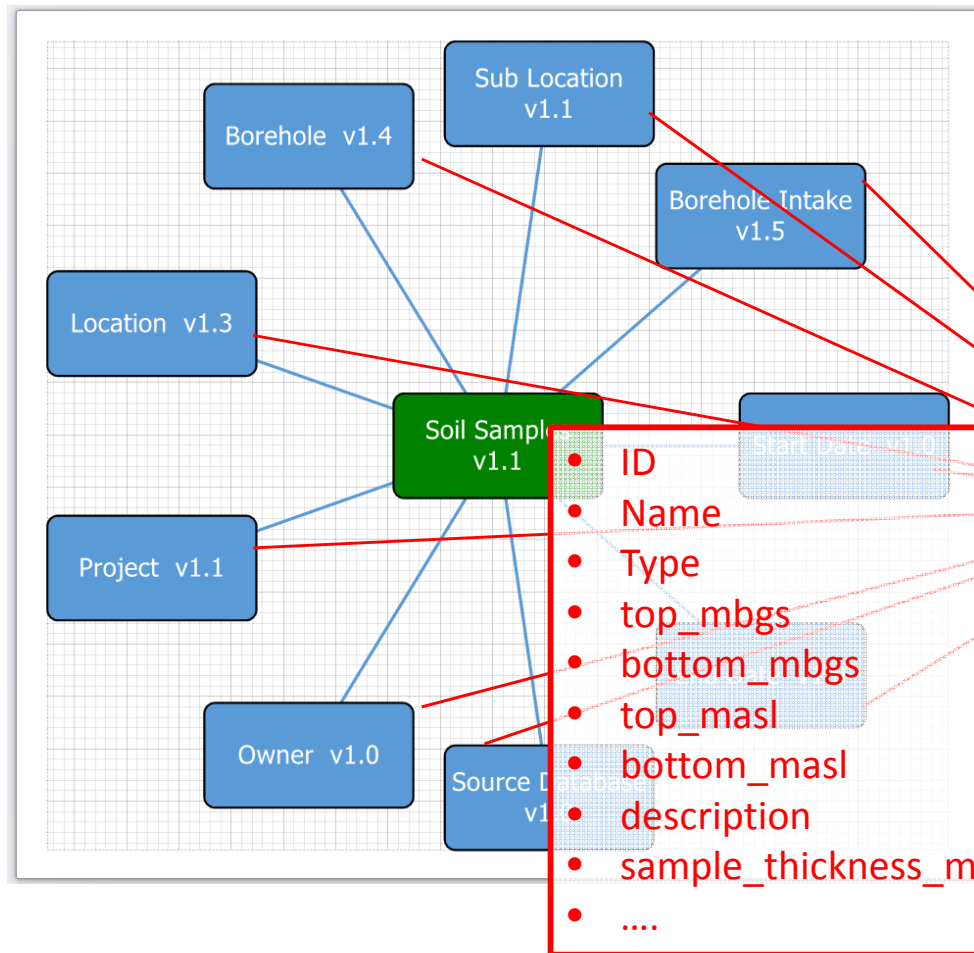 Sub Location
v1.1
Borehole v1.4
Borehole Intake
v1.5
Location v1.3
Soil Samples
v1.1
Start Date v1.0
Project v1.1
Owner v1.0
Source Database
• ID
• Name
• Type
• top_mbgs
• bottom_mbgs
• top_masl
• bottom_masl
• description
• sample_thickness_m
• ....